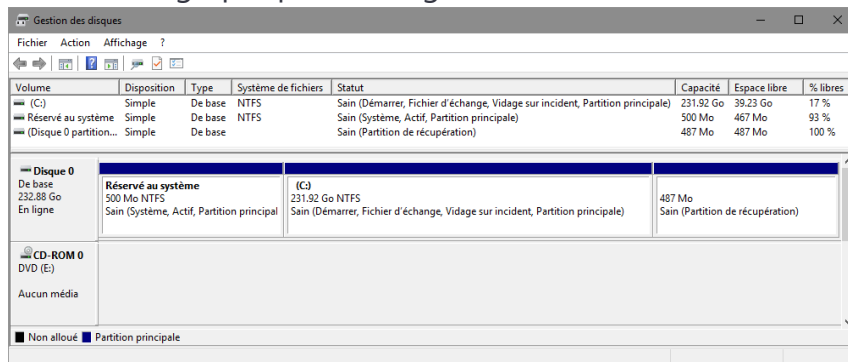 Gestion des disques
Fichier Action Affichage ?
Volume Disposition Type Système de fichiers Statut Capacité Espace libre % libres
(C:) Simple De base NTFS Sain (Démarrer, Fichier d'échange, Vidage sur incident, Partition principale) 231.92 Go 39.23 Go 17 %
Réservé au système Simple De base NTFS Sain (Système, Actif, Partition principale) 500 Mo 467 Mo 93 %
(Disque 0 partition... Simple De base Sain (Partition de récupération) 487 Mo 487 Mo 100 %
Disque 0
De base
232.88 Go
En ligne
Réservé au système
500 Mo NTFS
Sain (Système, Actif, Partition principal
(C:)
231.92 Go NTFS
Sain (Démarrer, Fichier d'échange, Vidage sur incident, Partition principale)
487 Mo
Sain (Partition de récupération)
CD-ROM 0
DVD (E:)
Aucun média
Non alloué Partition principale